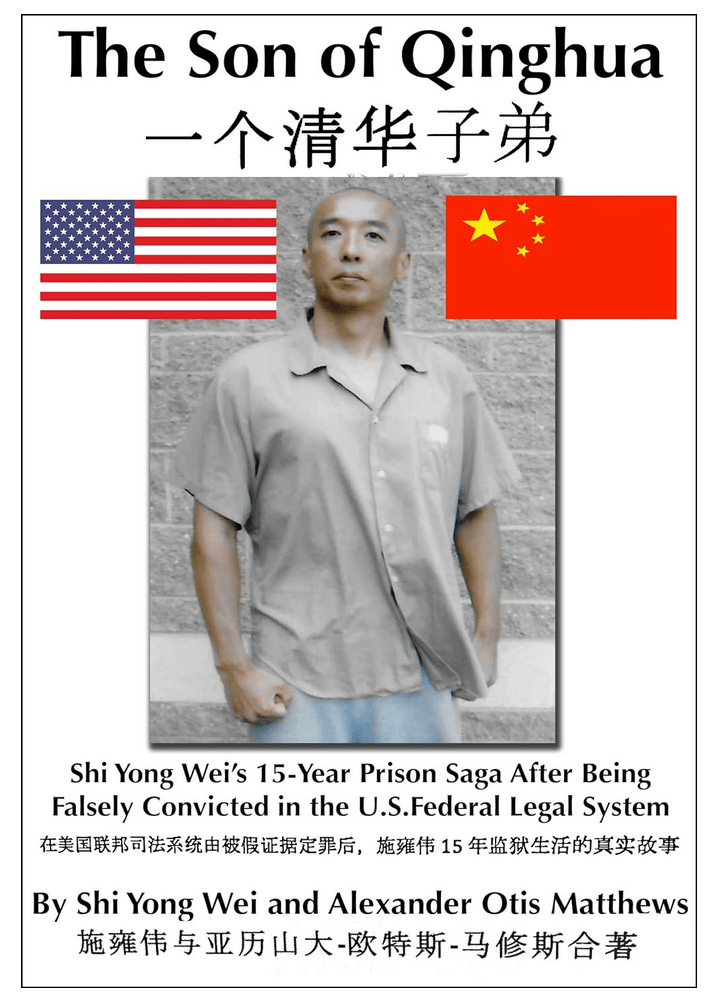 The Son of Qinghua
一个清华子弟
Shi Yong Wei's 15-Year Prison Saga After Being
Falsely Convicted in the U.S.Federal Legal System
在美国联邦司法系统由被假证据定罪后，施雍伟 15 年监狱生活的真实故事
By Shi Yong Wei and Alexander Otis Matthews
施雍伟与亚历山大-欧特斯-马修斯合著